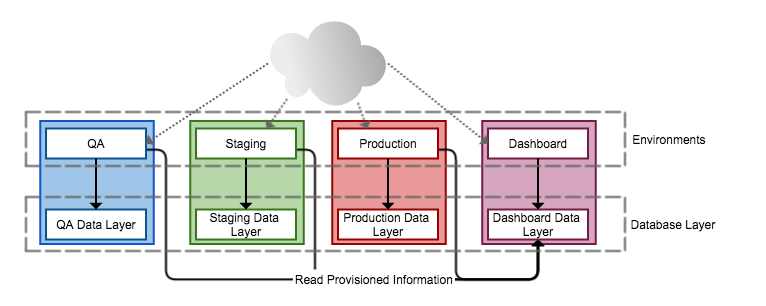 QA
Staging
Production
Dashboard
Environments
QA Data Layer
Staging Data
Layer
Production Data
Layer
Dashboard Data
Layer
Database Layer
Read Provisioned Information